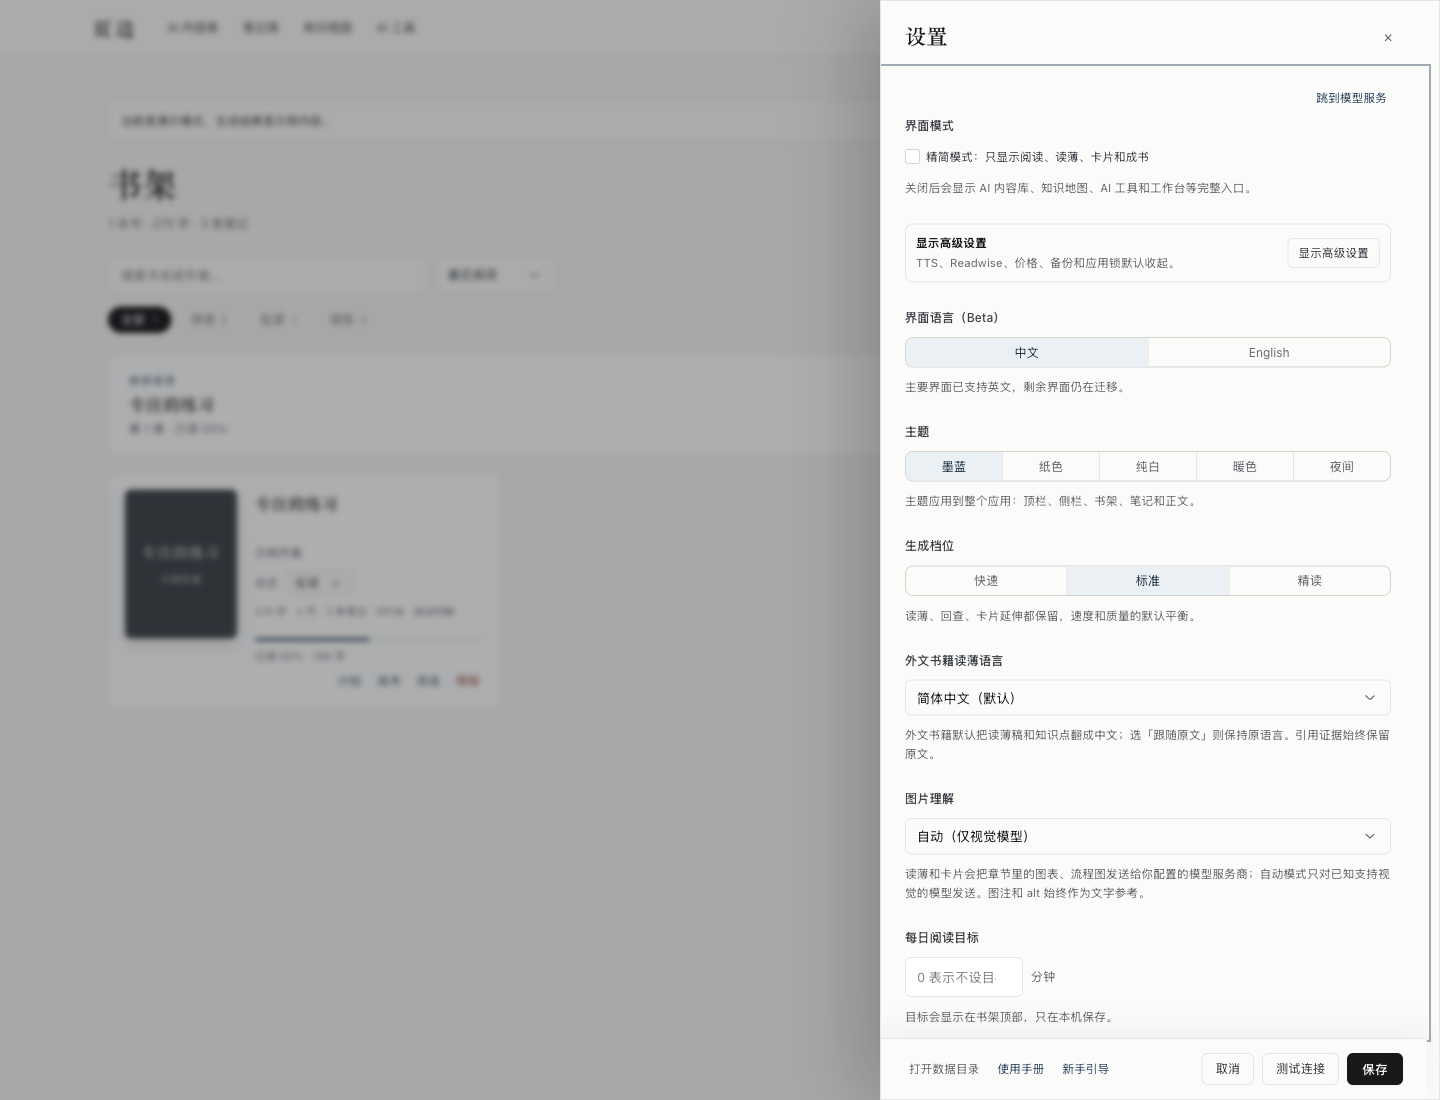 设置
×
跳到模型服务
界面模式
精简模式：只显示阅读、读薄、卡片和成书
关闭后会显示 AI 内容库、知识地图、AI 工具和工作台等完整入口。
显示高级设置
TTS、Readwise、价格、备份和应用锁默认收起。
显示高级设置
界面语言（Beta）
中文 English
主要界面已支持英文，剩余界面仍在迁移。
主题
墨蓝 纸色 纯白 暖色 夜间
主题应用到整个应用：顶栏、侧栏、书架、笔记和正文。
生成档位
快速 标准 精读
读薄、回查、卡片延伸都保留，速度和质量的默认平衡。
外文书籍读薄语言
简体中文（默认）
外文书籍默认把读薄稿和知识点翻成中文；选「跟随原文」则保持原语言。引用证据始终保留
原文。
图片理解
自动（仅视觉模型）
读薄和卡片会把章节里的图表、流程图发送给你配置的模型服务商；自动模式只对已知支持视
觉的模型发送。图注和 alt 始终作为文字参考。
每日阅读目标
0 表示不设目
分钟
目标会显示在书架顶部，只在本机保存。
打开数据目录 使用手册 新手引导 取消 测试连接 保存
书架
专注的练习
专注的练习
专注的练习